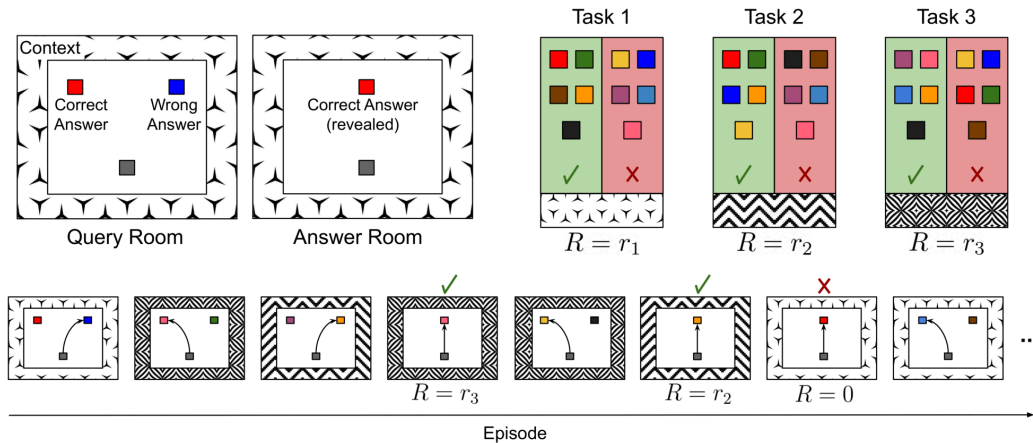 Context
Correct
Answer
Wrong
Answer
Query Room
Correct Answer
(revealed)
Answer Room
Task 1
Task 2
Task 3
✓
✗
✓
✗
✓
✗
R = r₁
R = r₂
R = r₃
✓
✓
✗
...
R = r₃
R = r₂
R = 0
Episode